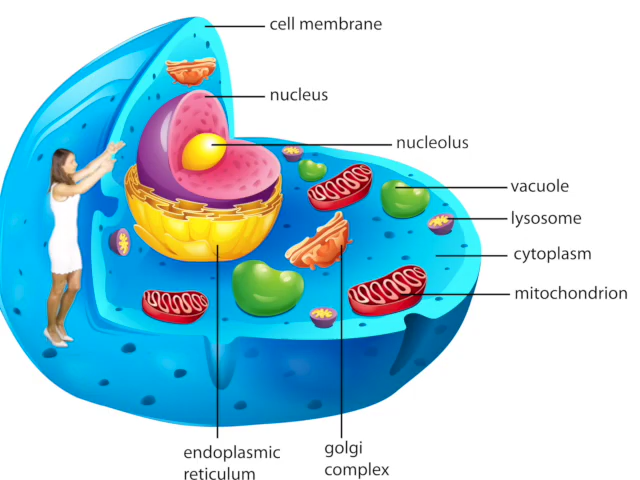 cell membrane
nucleus
nucleolus
vacuole
lysosome
cytoplasm
mitochondrion
endoplasmic
reticulum
golgi
complex